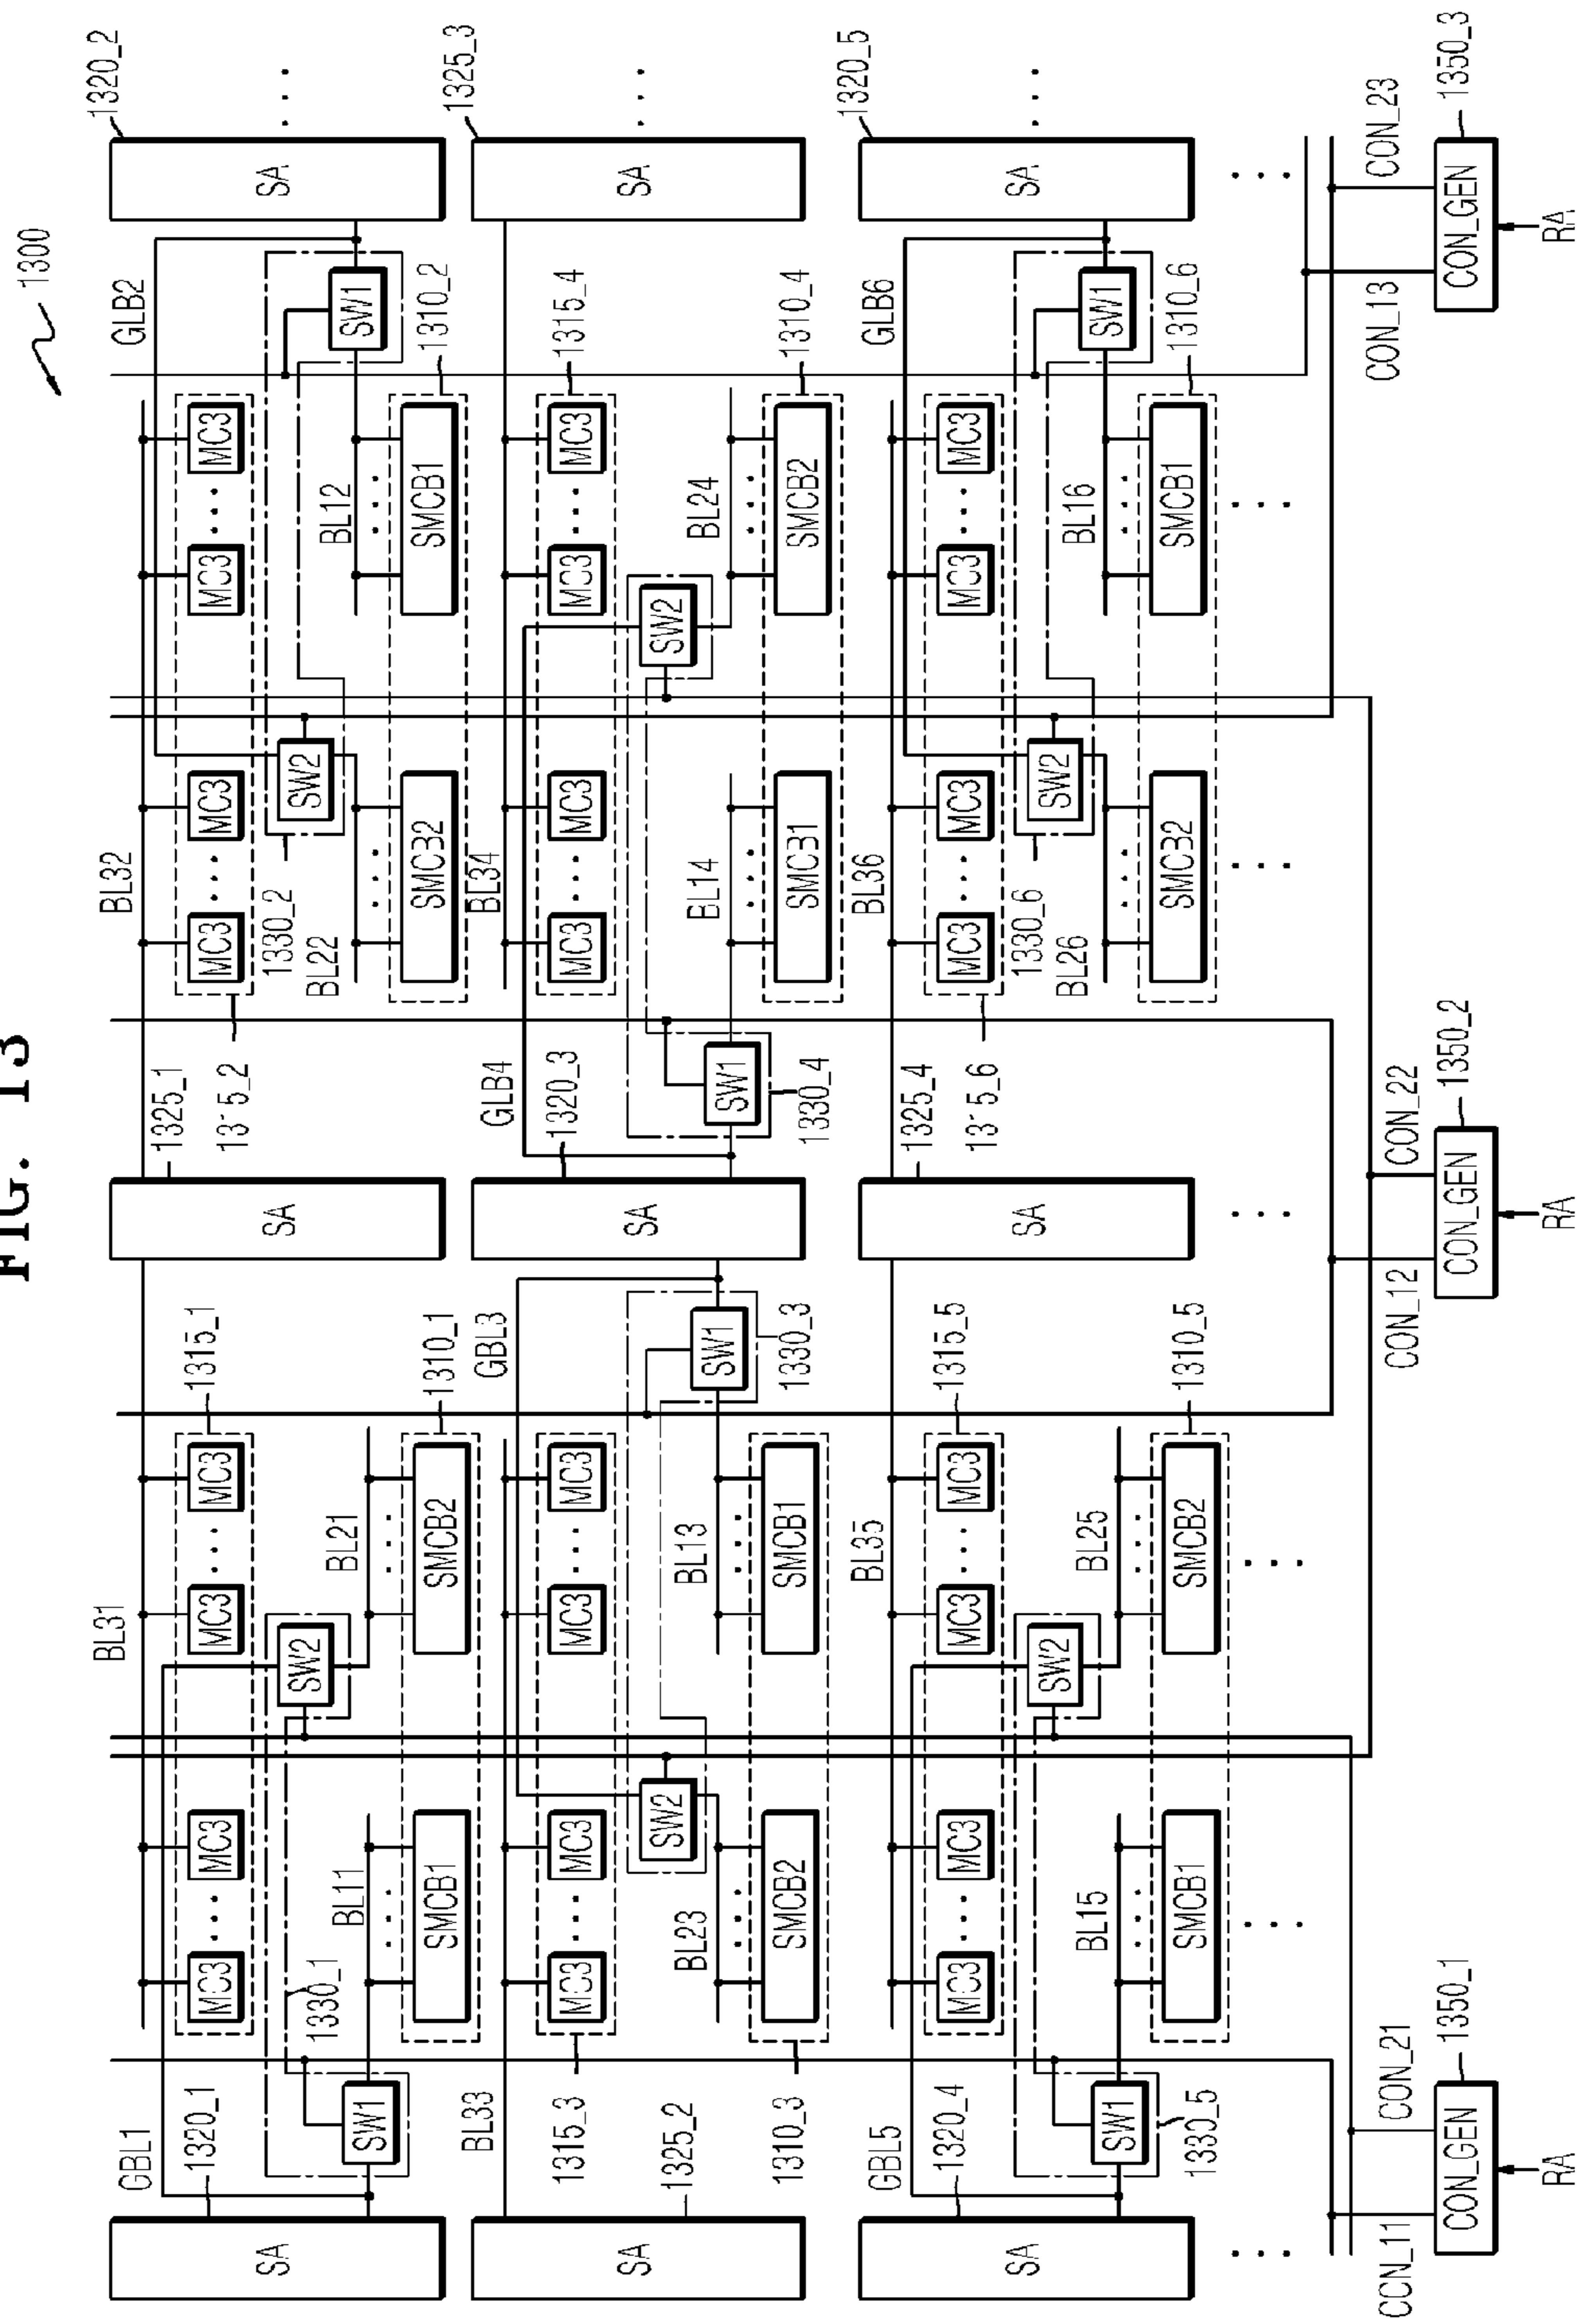 FIG. 13
1300
GBL1
1320_1
BL31
1315_1
1325_1
1315_2
BL32
GLB2
1320_2
SA
SA
SA
MC3 ... MC3
MC3 ... MC3
MC3 ... MC3
MC3 ... MC3
1330_1
SW2
SW2
1330_2
SW1
SW1
BL11
BL21
BL22
BL12
SMCB1
SMCB2
SMCB2
SMCB1
1310_1
1310_2
BL33
GBL3
GLB4
BL34
1315_4
1325_3
1315_3
1320_3
SA
SA
SA
MC3 ... MC3
MC3 ... MC3
MC3 ... MC3
MC3 ... MC3
1325_2
SW2
SW2
SW1
SW1
BL23
BL13
BL14
BL24
SMCB2
SMCB1
SMCB1
SMCB2
1310_3
1330_3
1330_4
1310_4
GBL5
1320_4
BL35
1315_5
1325_4
1315_6
BL36
GLB6
1320_5
SA
SA
SA
MC3 ... MC3
MC3 ... MC3
MC3 ... MC3
MC3 ... MC3
SW2
SW2
1330_6
SW1
SW1
BL15
BL25
BL26
BL16
SMCB1
SMCB2
SMCB2
SMCB1
1330_5
1310_5
1310_6
CON_11
CON_21
CON_12
CON_22
CON_13
CON_23
CON_GEN
1350_1
CON_GEN
1350_2
CON_GEN
1350_3
RA
RA
RA